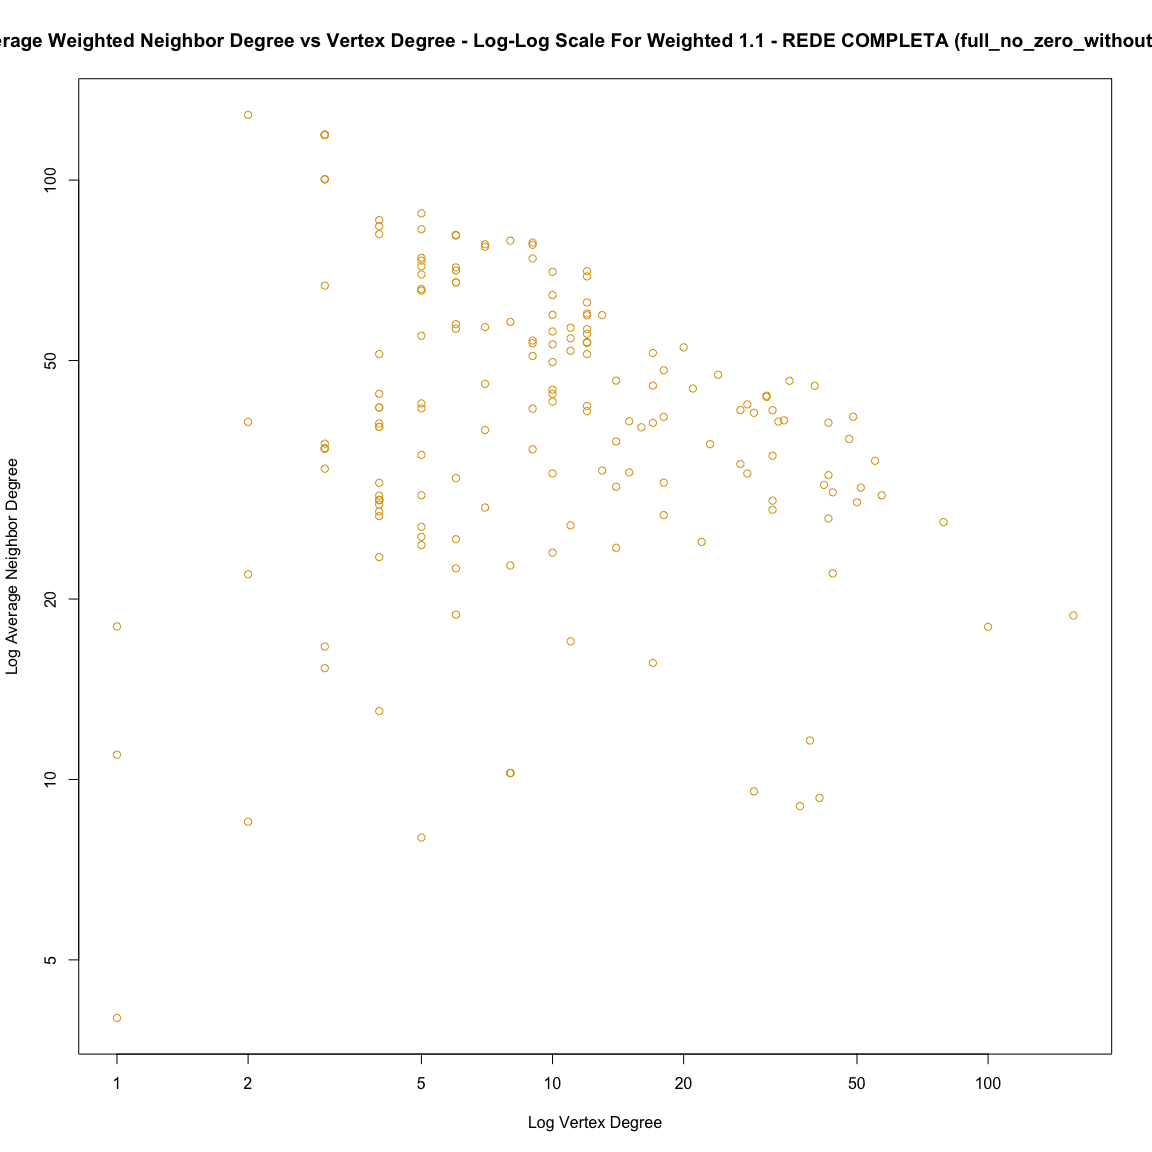 erage Weighted Neighbor Degree vs Vertex Degree - Log-Log Scale For Weighted 1.1 - REDE COMPLETA (full_no_zero_without
Log Average Neighbor Degree
100
50
20
10
5
1 2 5 10 20 50 100
Log Vertex Degree